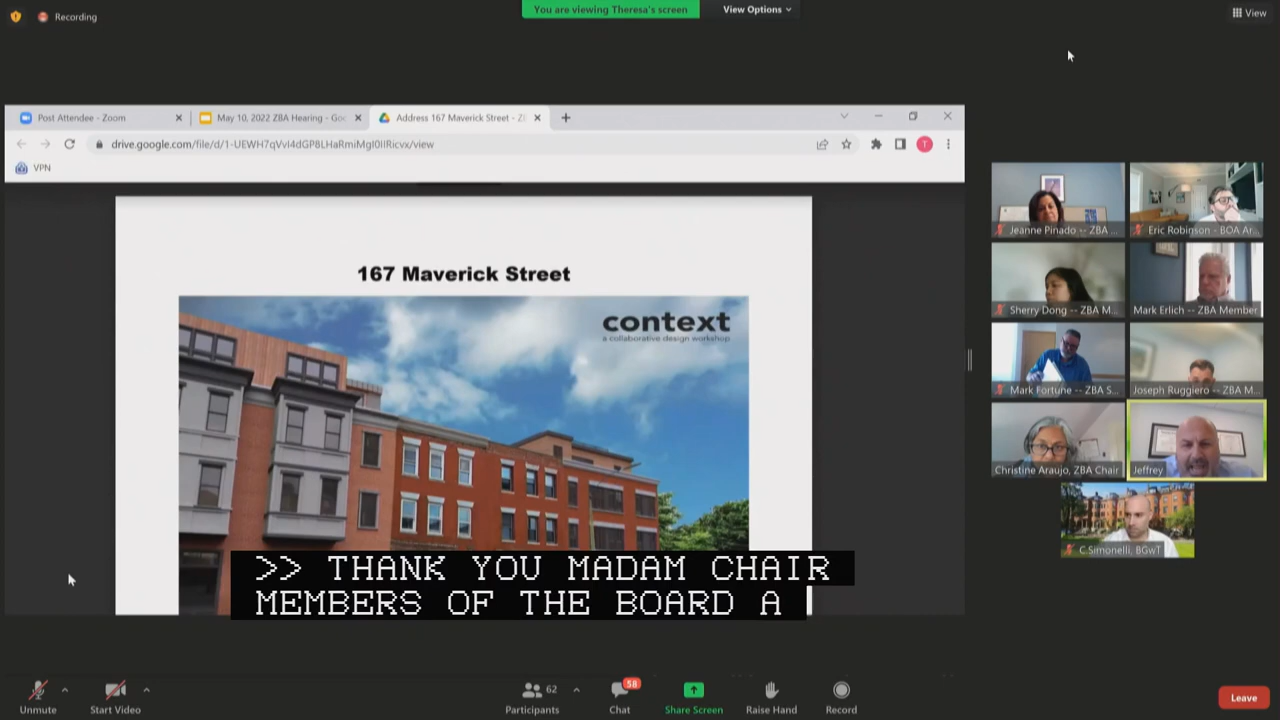 Recording
You are viewing Theresa's screen
View Options
View
Post Attendee - Zoom
May 10, 2022 ZBA Hearing - Goo
Address 167 Maverick Street - Z
drive.google.com/file/d/
/view
T
VPN
167 Maverick Street
context
a collaborative design workshop
Jeanne Pinado -- ZBA ...
Eric Robinson - BOA Ar...
Sherry Dong -- ZBA M...
Mark Erlich -- ZBA Member
Mark Fortune -- ZBA S...
Joseph Ruggiero -- ZBA M...
Christine Araujo, ZBA Chair
Jeffrey
C Simonelli, BGwT
>> THANK YOU MADAM CHAIR
MEMBERS OF THE BOARD A
Unmute
Start Video
62
Participants
58
Chat
Share Screen
Raise Hand
Record
Leave